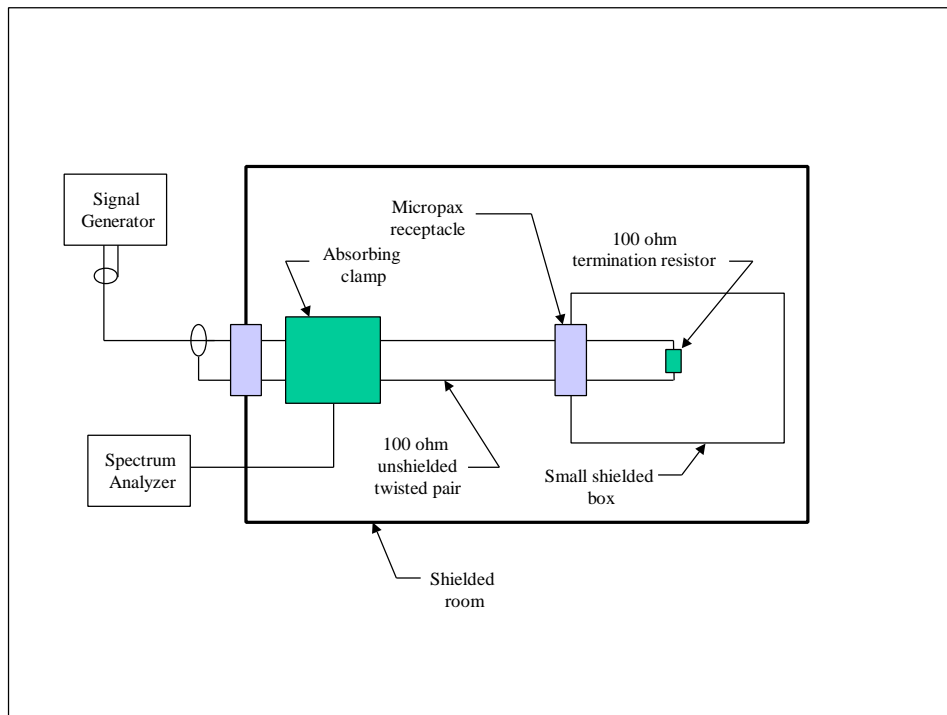 Signal
Generator
Micropax
receptacle
100 ohm
termination resistor
Absorbing
clamp
Spectrum
Analyzer
100 ohm
unshielded
twisted pair
Small shielded
box
Shielded
room